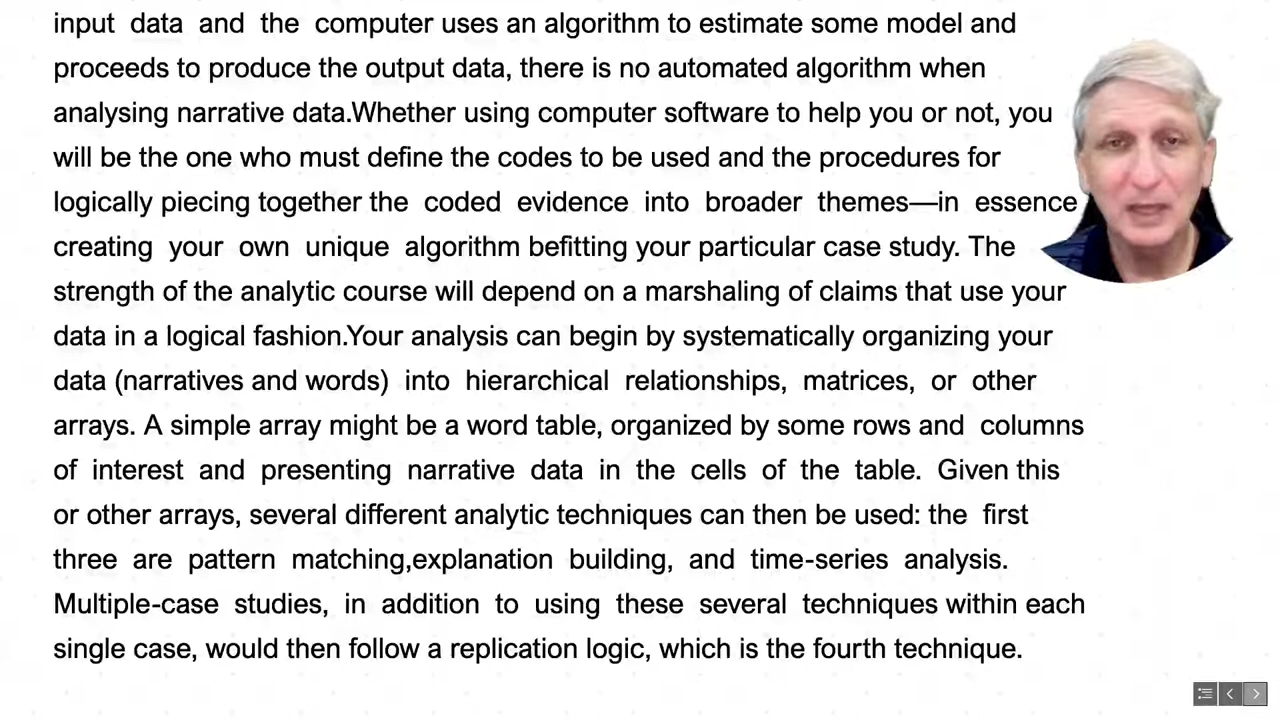 input data and the computer uses an algorithm to estimate some model and
proceeds to produce the output data, there is no automated algorithm when
analysing narrative data.Whether using computer software to help you or not, you
will be the one who must define the codes to be used and the procedures for
logically piecing together the coded evidence into broader themes—in essence
creating your own unique algorithm befitting your particular case study. The
strength of the analytic course will depend on a marshaling of claims that use your
data in a logical fashion.Your analysis can begin by systematically organizing your
data (narratives and words) into hierarchical relationships, matrices, or other
arrays. A simple array might be a word table, organized by some rows and columns
of interest and presenting narrative data in the cells of the table. Given this
or other arrays, several different analytic techniques can then be used: the first
three are pattern matching,explanation building, and time-series analysis.
Multiple-case studies, in addition to using these several techniques within each
single case, would then follow a replication logic, which is the fourth technique.